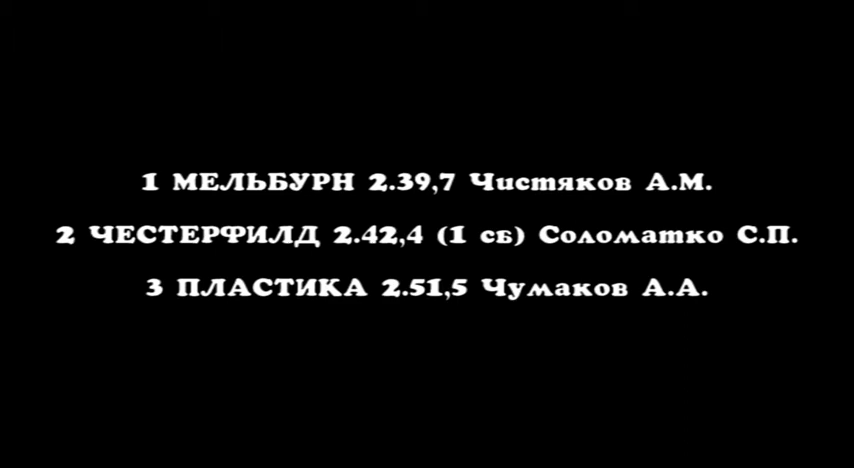 1 МЕЛЬБУРН 2.39,7 Чистяков А.М.
2 ЧЕСТЕРФИЛД 2.42,4 (1 сб) Соломатко С.П.
3 ПЛАСТИКА 2.51,5 Чумаков А.А.